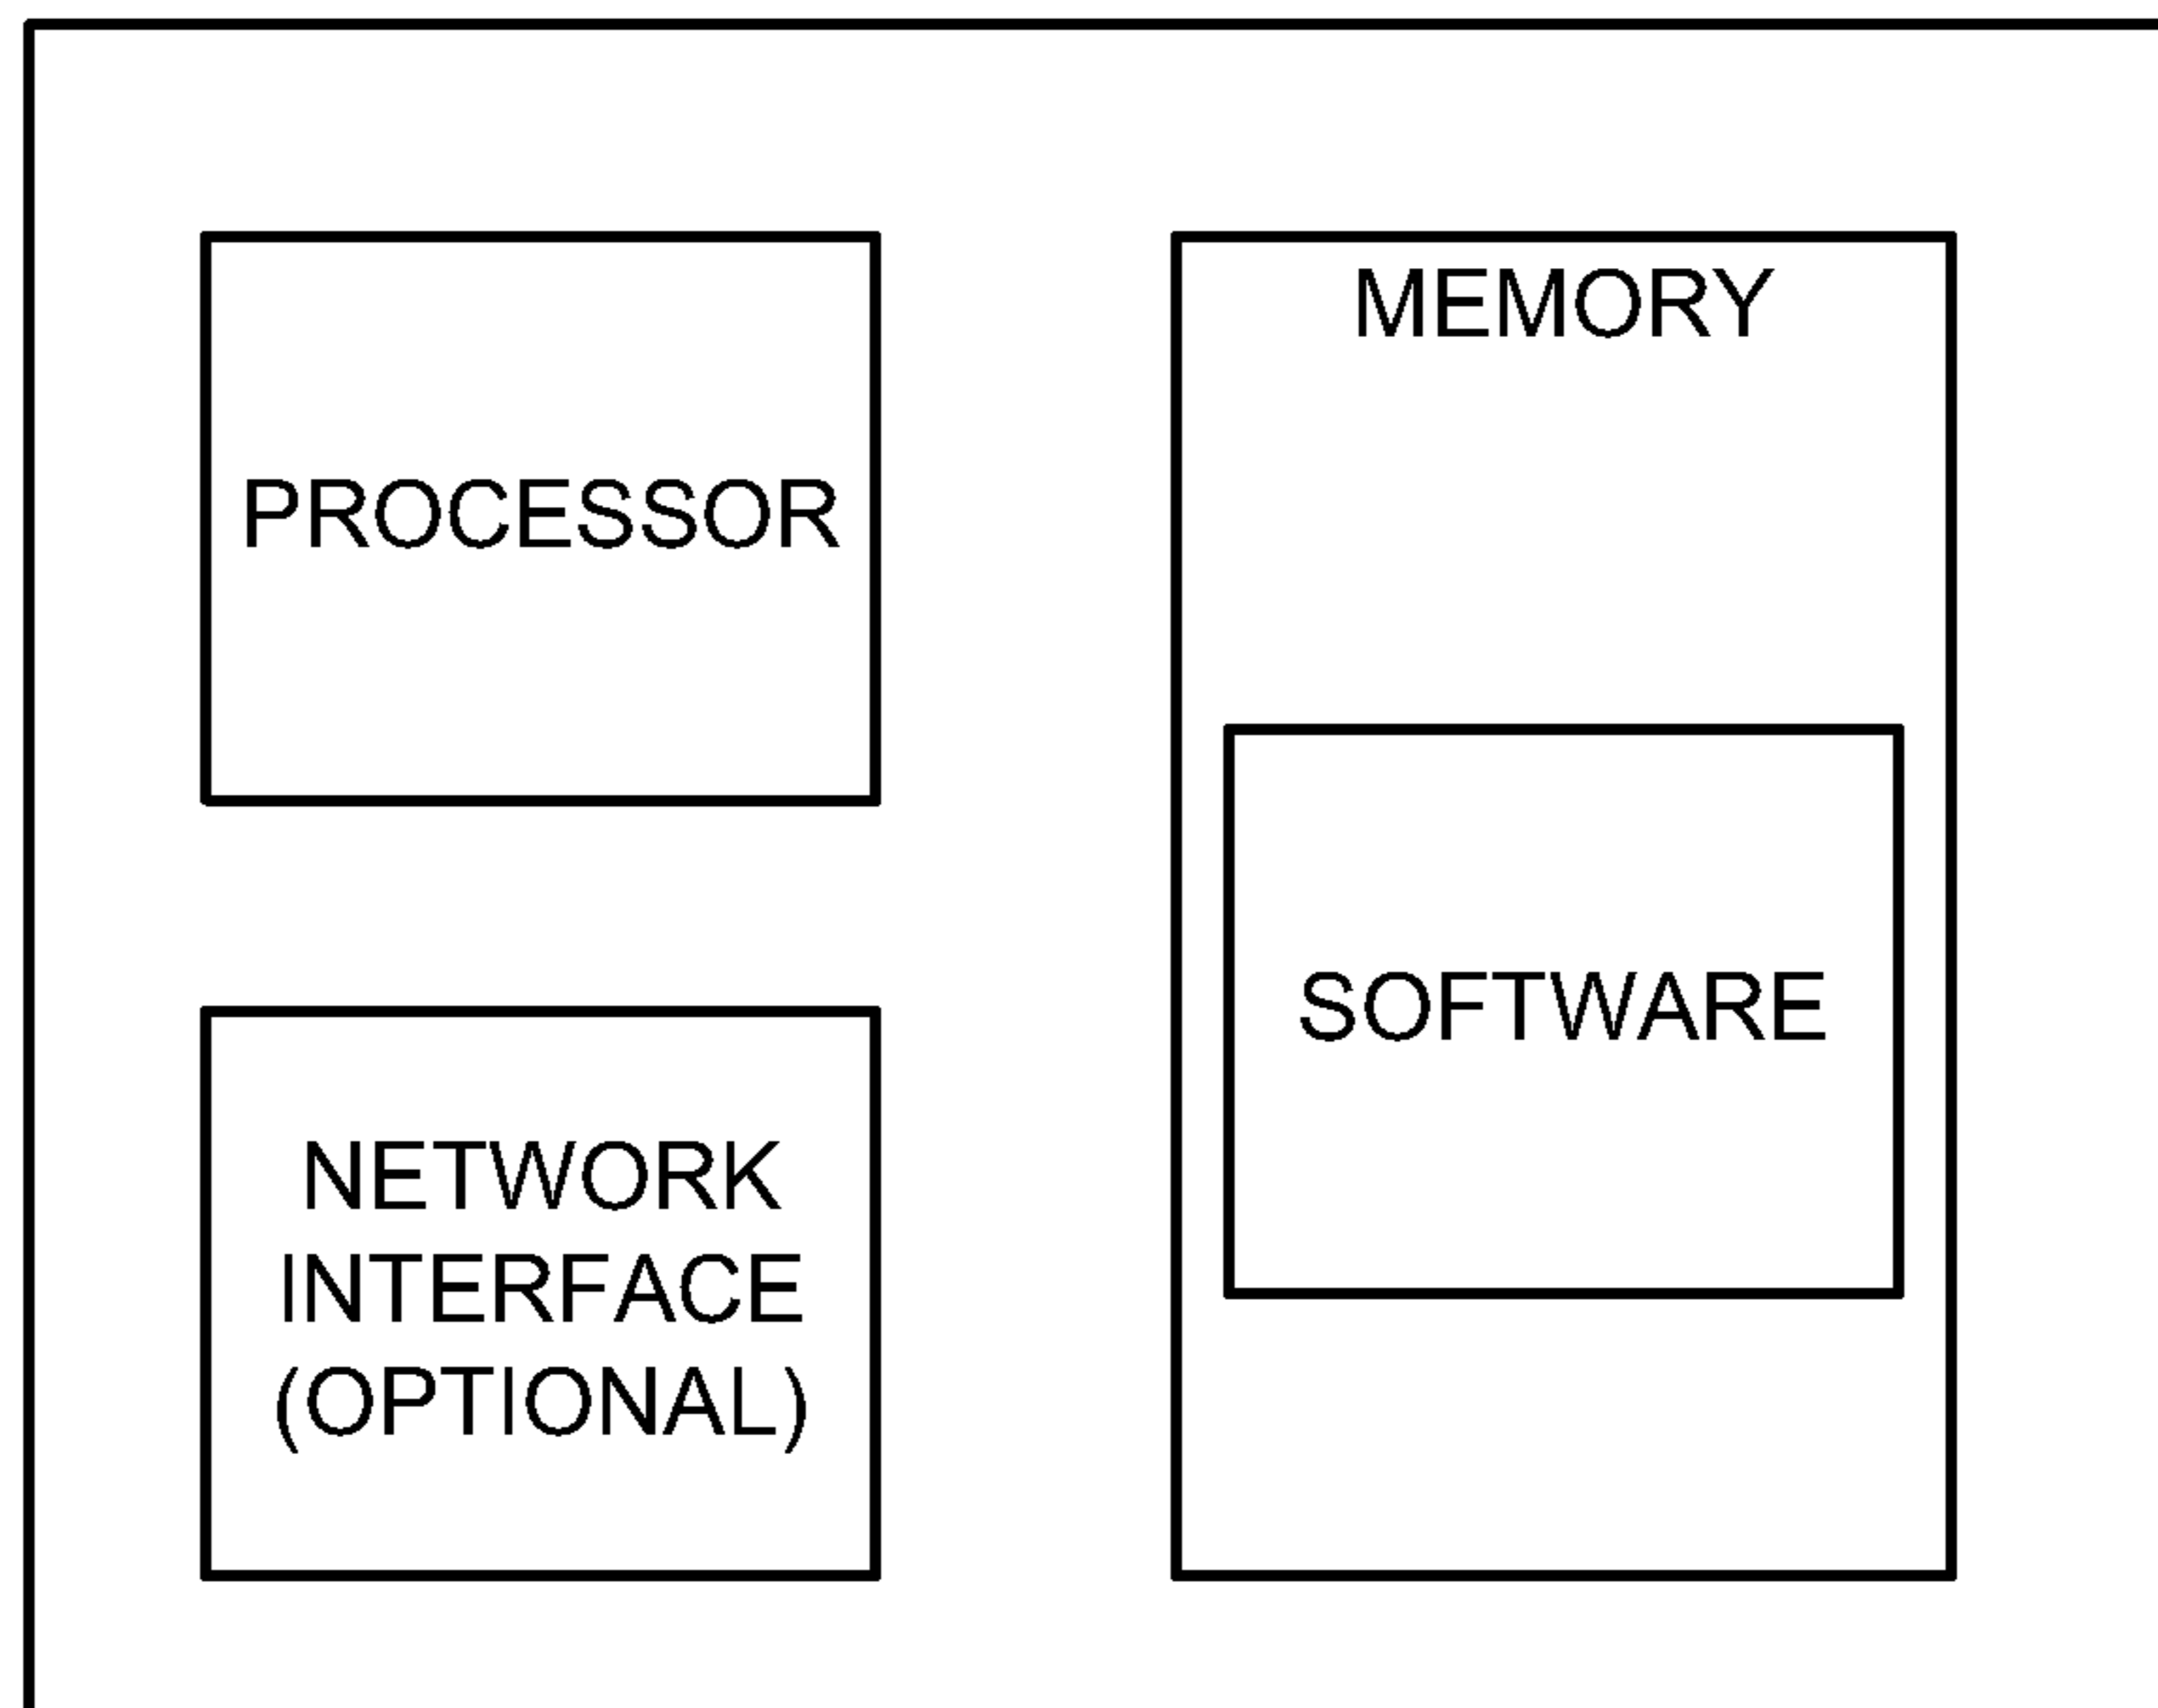 PROCESSOR
MEMORY
SOFTWARE
NETWORK
INTERFACE
(OPTIONAL)